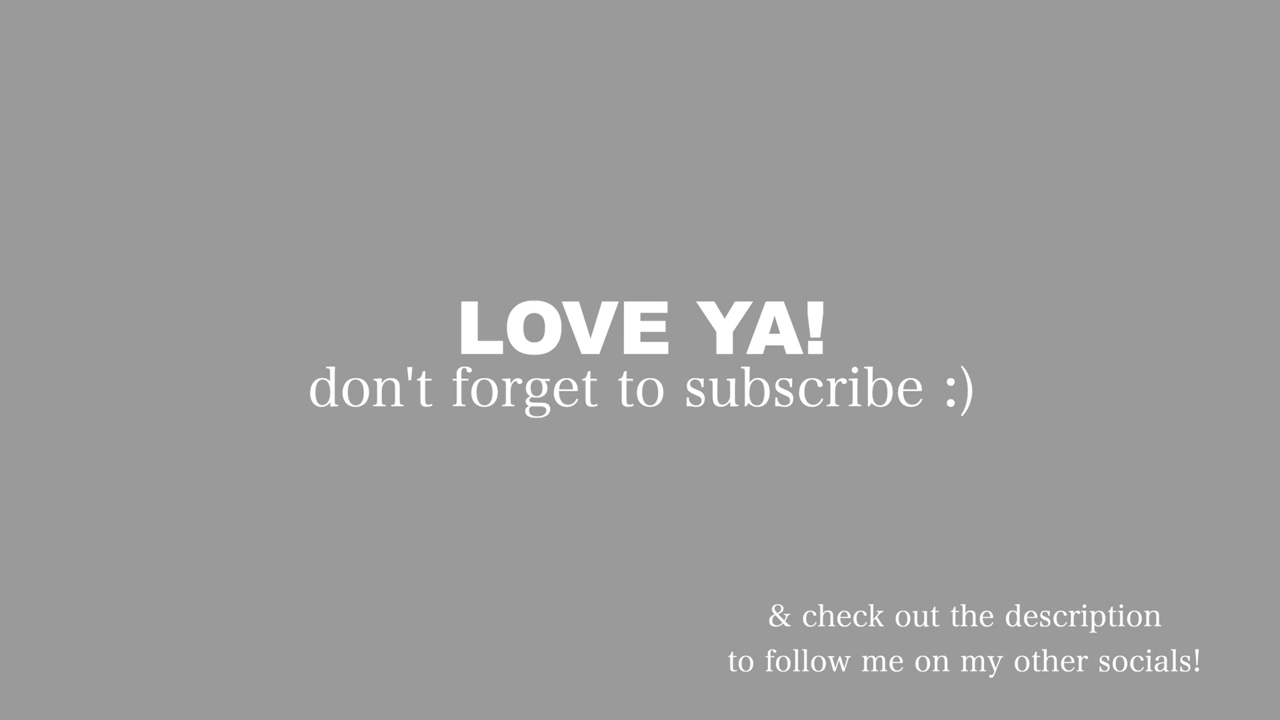 LOVE YA!
don't forget to subscribe :)
& check out the description
to follow me on my other socials!